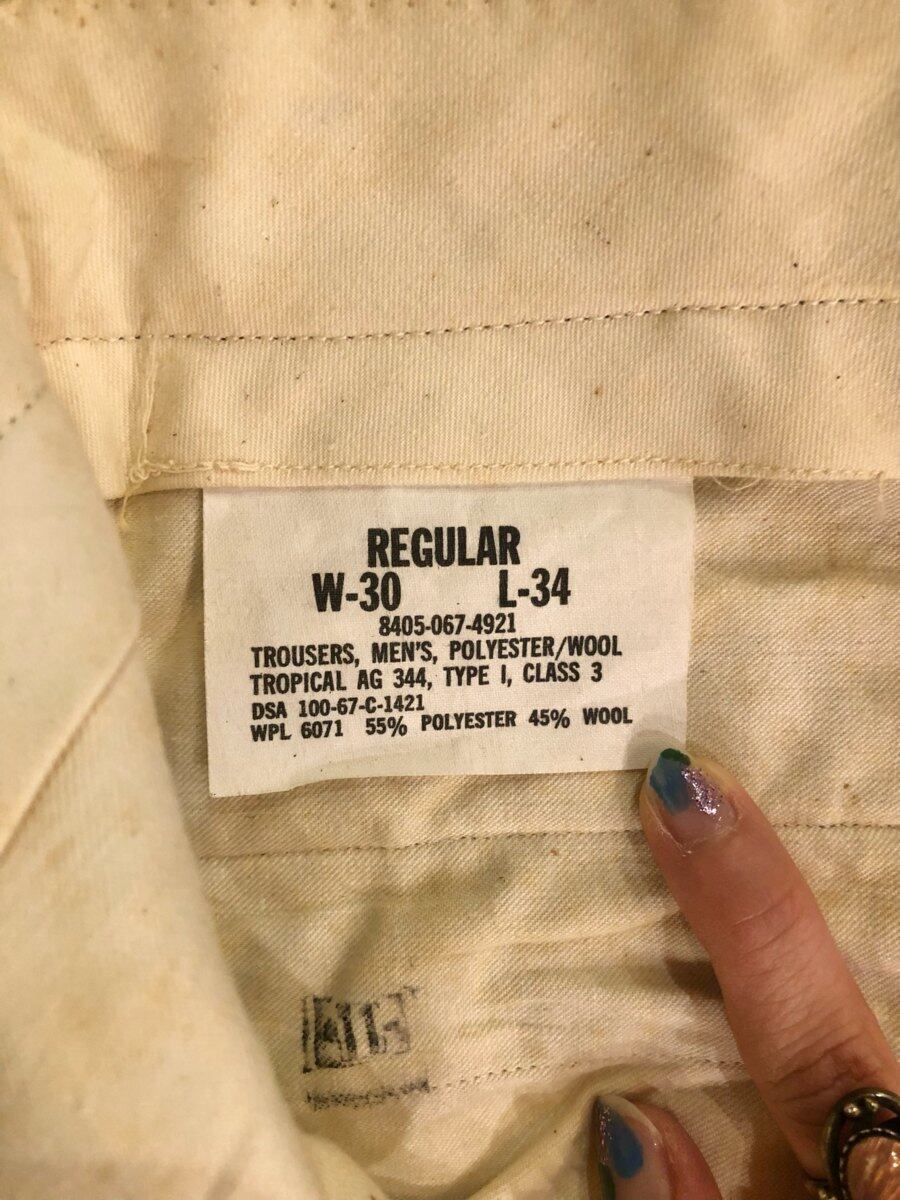 REGULAR
W-30 L-34
8405-067-4921
TROUSERS, MEN'S, POLYESTER/WOOL
TROPICAL AG 344, TYPE I, CLASS 3
DSA 100-67-C-1421
WPL 6071 55% POLYESTER 45% WOOL